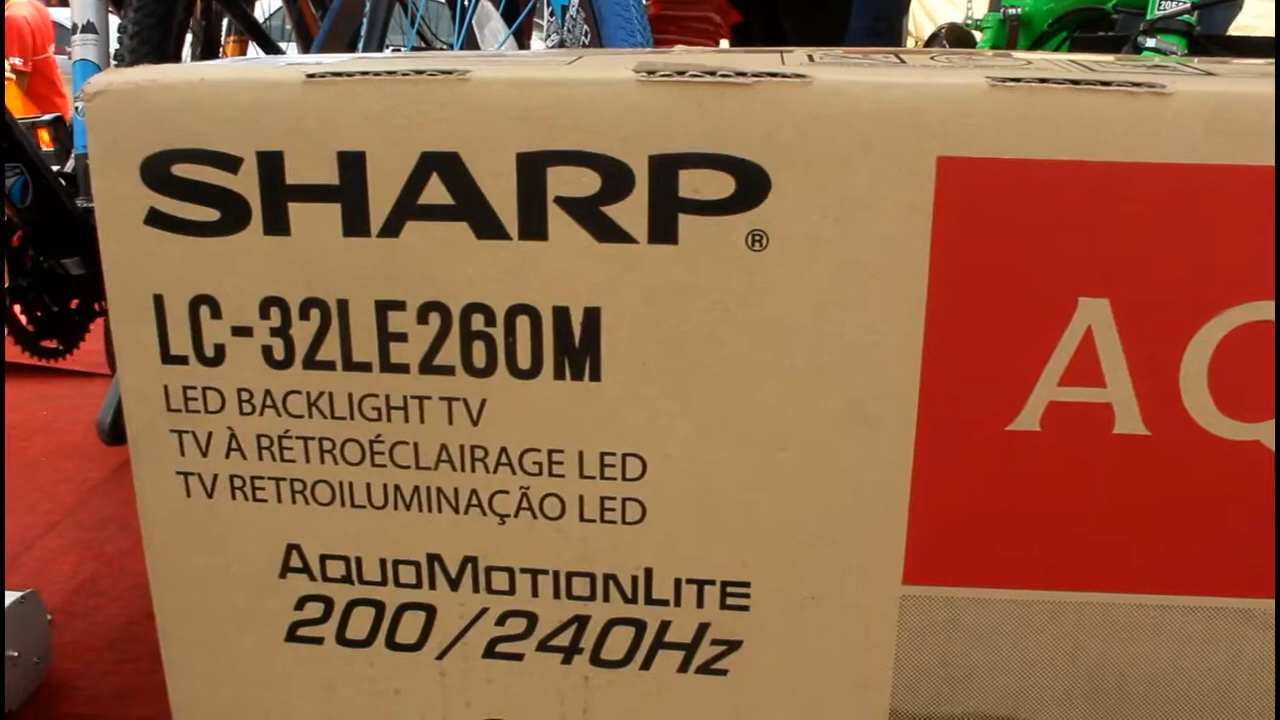 SHARP®
LC-32LE260M
LED BACKLIGHT TV
TV À RÉTROÉCLAIRAGE LED
TV RETROILUMINAÇÃO LED
AQUOMOTIONLITE
200/240Hz
AQ